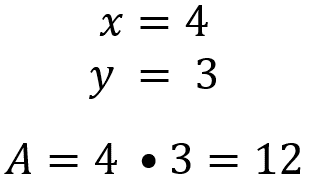 x = 4
y = 3
A = 4 • 3 = 12